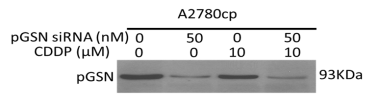 A2780cp
pGSN siRNA (nM) 0 50 0 50
CDDP (µM) 0 0 10 10
pGSN 93KDa